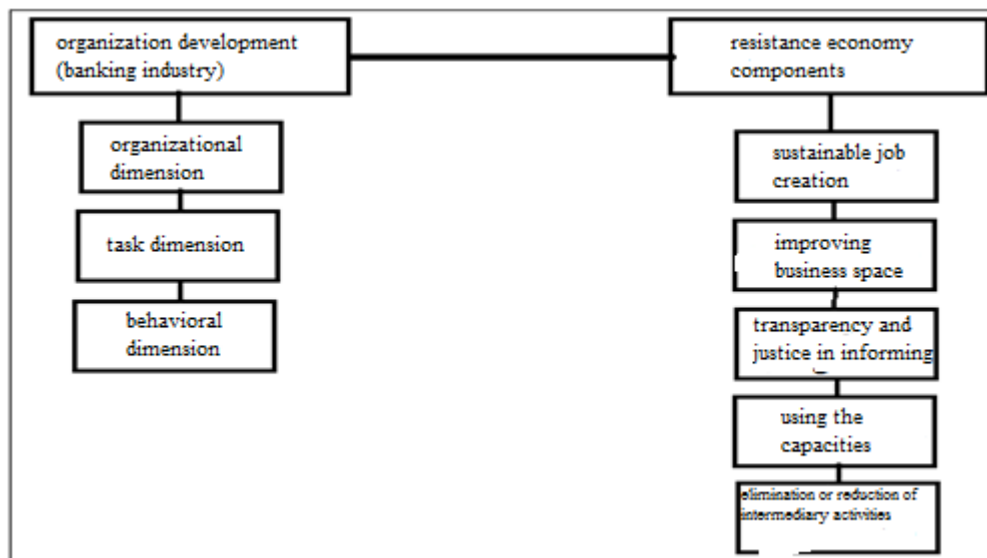 organization development
(banking industry)
organizational
dimension
task dimension
behavioral
dimension
resistance economy
components
sustainable job
creation
improving
business space
transparency and
justice in informing
using the
capacities
elimination or reduction of
intermediary activities